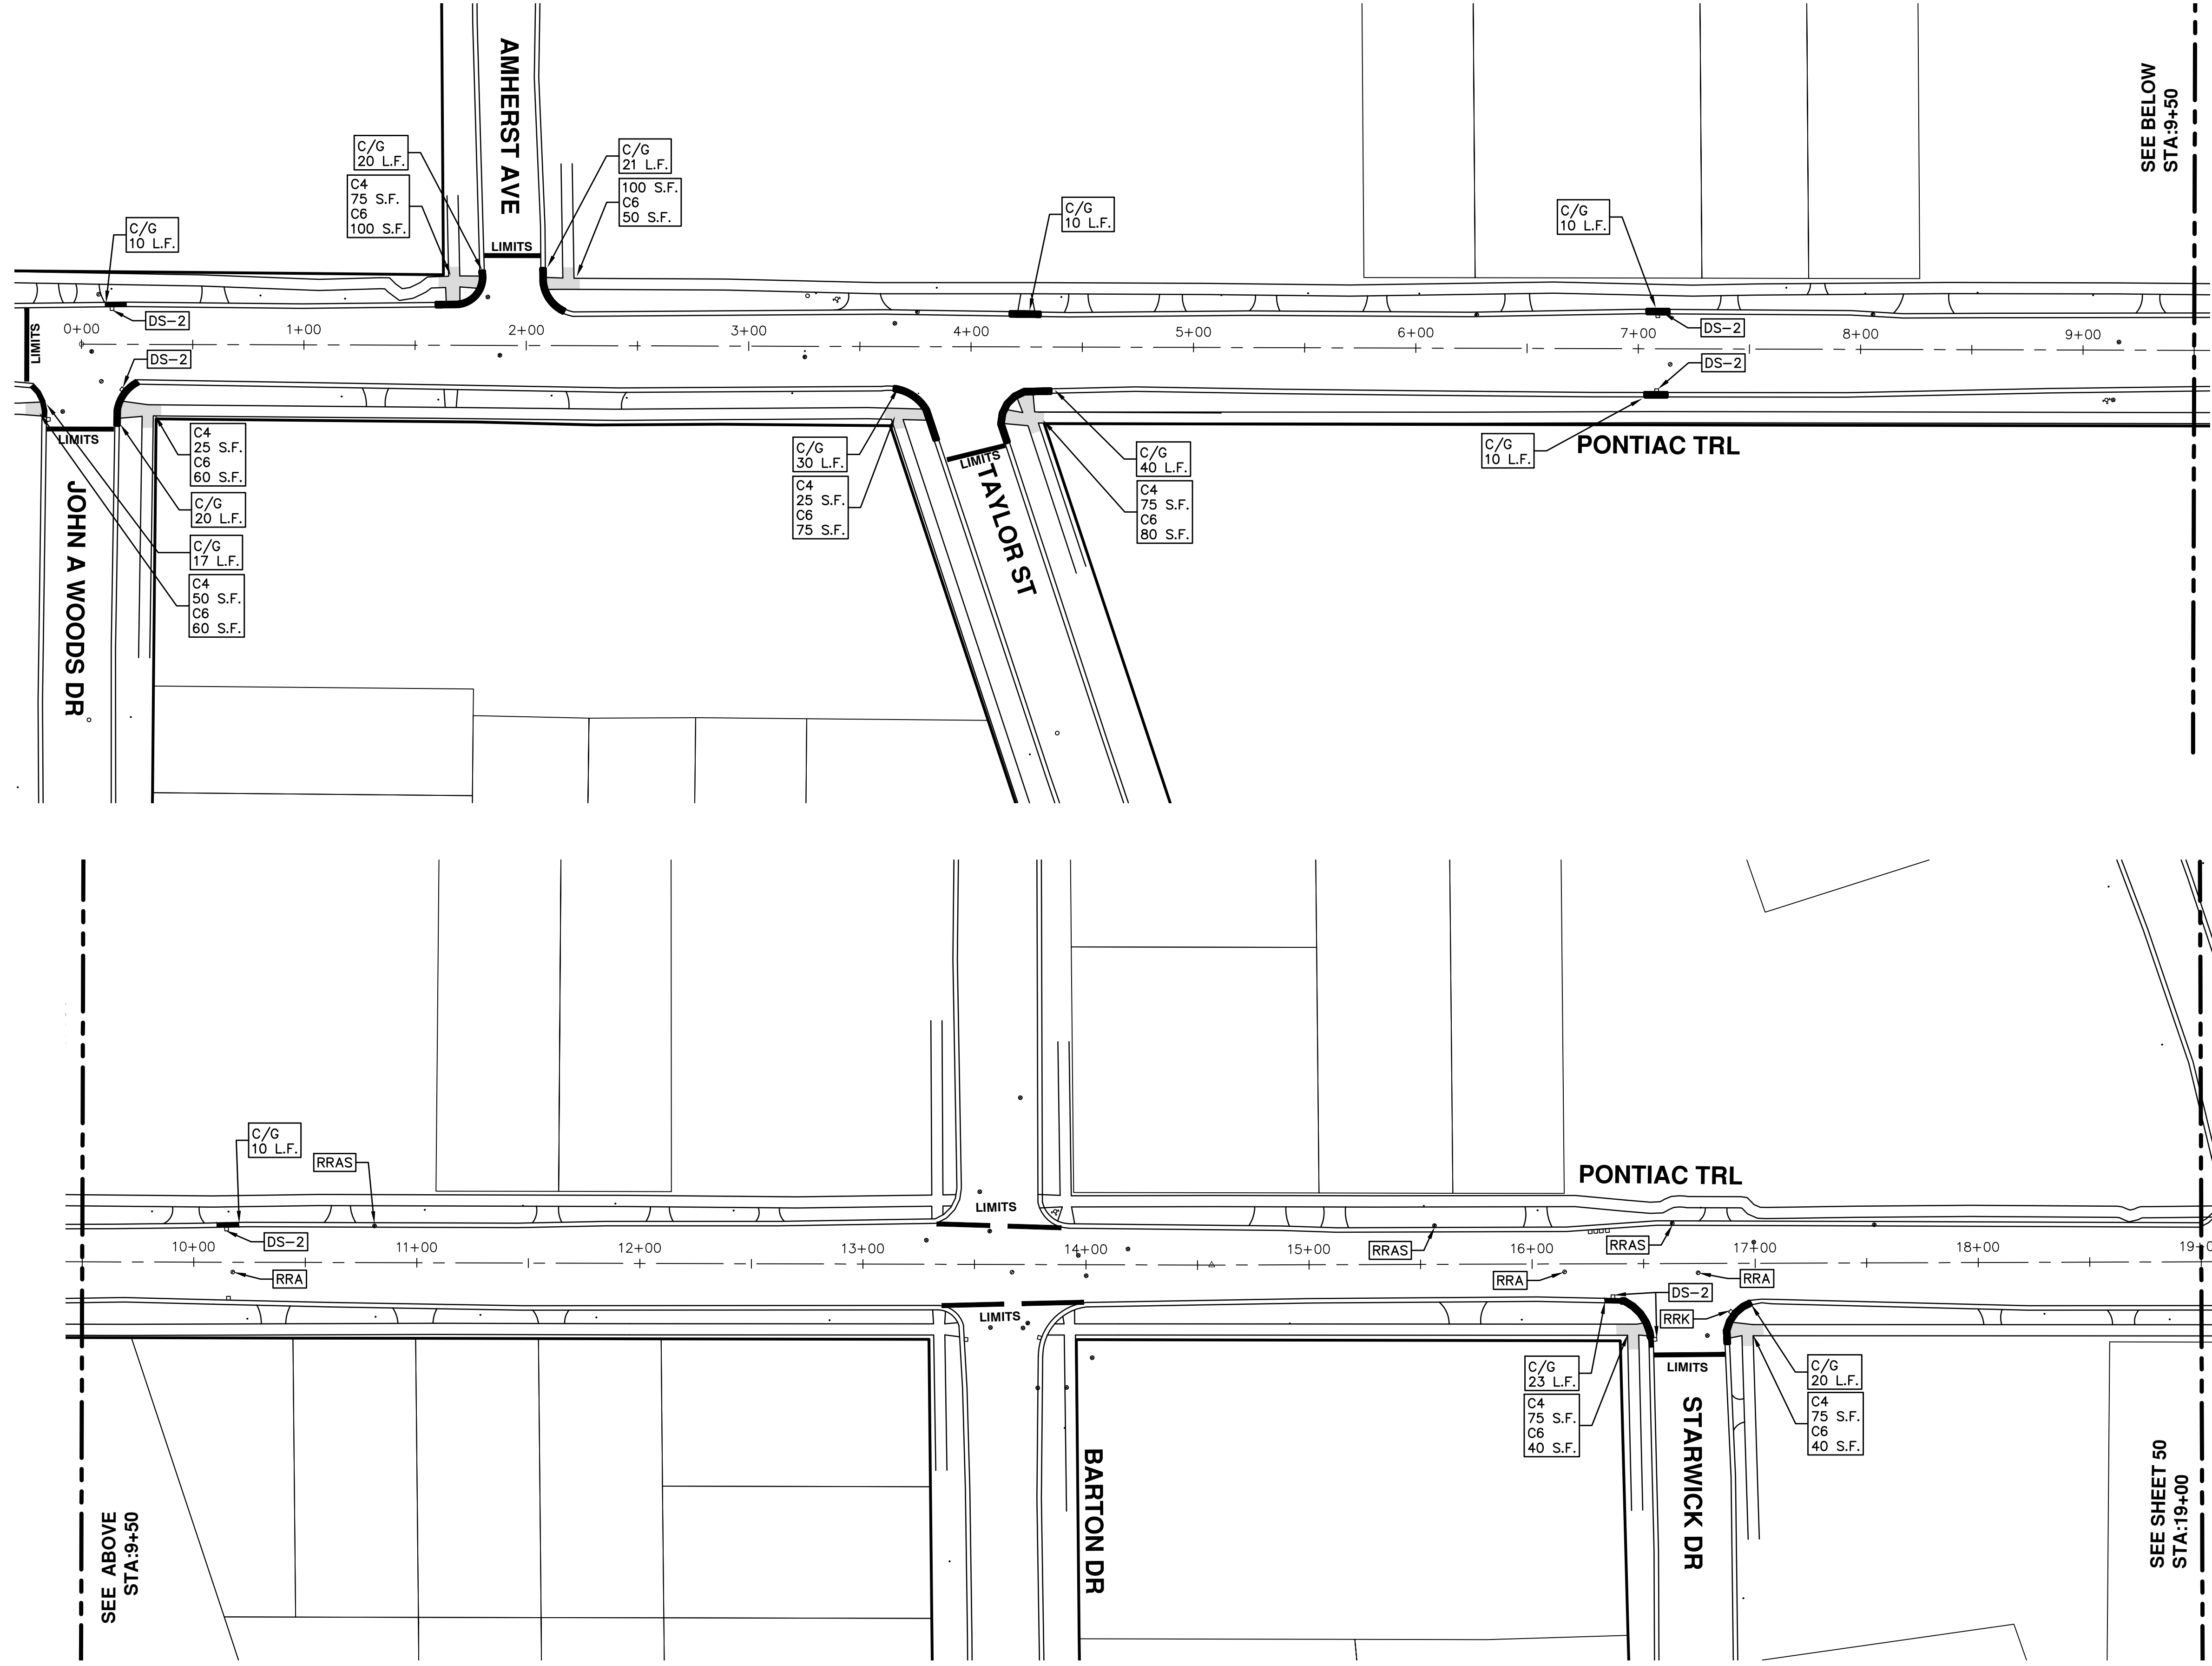 AMHERST AVE
SEE BELOW
STA:9+50
C/G
20 L.F.
C4
75 S.F.
C6
100 S.F.
C/G
21 L.F.
100 S.F.
C6
50 S.F.
C/G
10 L.F.
LIMITS
C/G
10 L.F.
C/G
10 L.F.
DS-2
LIMITS
0+00
1+00
2+00
3+00
4+00
5+00
6+00
7+00
8+00
9+00
DS-2
DS-2
DS-2
LIMITS
C4
25 S.F.
C6
60 S.F.
C/G
20 L.F.
C/G
17 L.F.
C4
50 S.F.
C6
60 S.F.
JOHN A WOODS DR
C/G
30 L.F.
C4
25 S.F.
C6
75 S.F.
LIMITS
TAYLOR ST
C/G
40 L.F.
C4
75 S.F.
C6
80 S.F.
C/G
10 L.F.
PONTIAC TRL
C/G
10 L.F.
RRAS
PONTIAC TRL
LIMITS
DS-2
RRAS
RRAS
10+00
11+00
12+00
13+00
14+00
15+00
16+00
17+00
18+00
19+0
RRA
RRA
RRA
DS-2
RRK
LIMITS
C/G
23 L.F.
C4
75 S.F.
C6
40 S.F.
LIMITS
C/G
20 L.F.
C4
75 S.F.
C6
40 S.F.
BARTON DR
STARWICK DR
SEE ABOVE
STA:9+50
SEE SHEET 50
STA:19+00